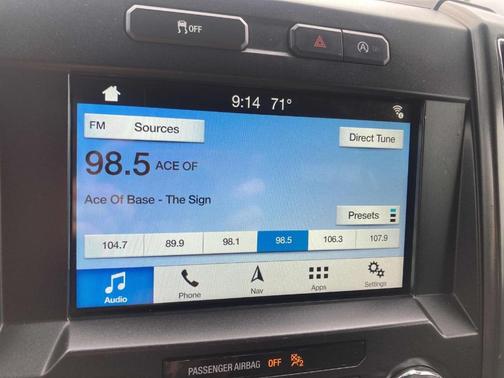 OFF
A
9:14 71°
FM Sources
Direct Tune
98.5 ACE OF
Ace Of Base - The Sign
Presets
104.7 89.9 98.1 98.5 106.3 107.9
Audio Phone Nav Apps Settings
PASSENGER AIRBAG OFF 2